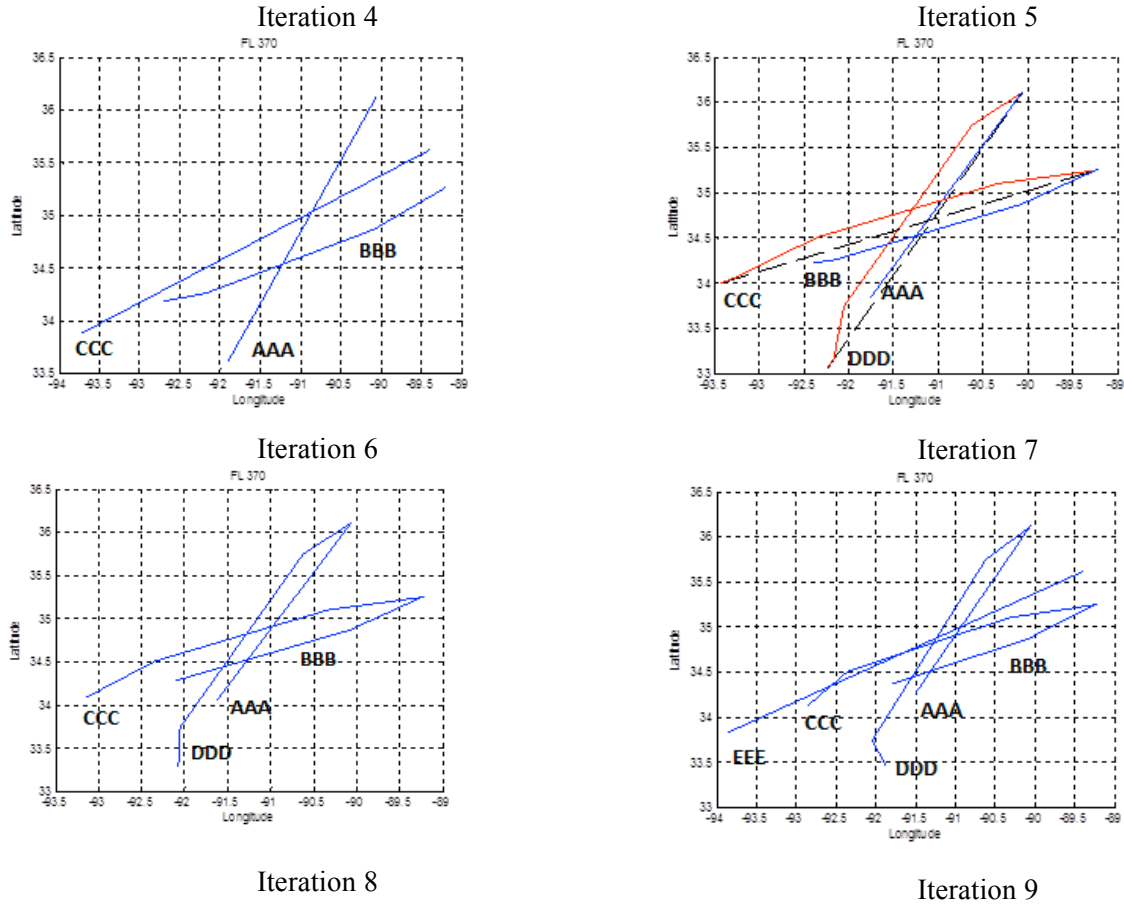 Iteration 4
FL 370
36.5
36
35.5
35
34.5
34
33.5
Latitude
BBB
CCC
AAA
-94 -93.5 -93 -92.5 -92 -91.5 -91 -90.5 -90 -89.5 -89
Longitude
Iteration 5
FL 370
36.5
36
35.5
35
34.5
34
33.5
33
Latitude
BBB
CCC
AAA
DDD
-93.5 -93 -92.5 -92 -91.5 -91 -90.5 -90 -89.5 -89
Longitude
Iteration 6
FL 370
36.5
36
35.5
35
34.5
34
33.5
33
Latitude
BBB
CCC
AAA
DDD
-93.5 -93 -92.5 -92 -91.5 -91 -90.5 -90 -89.5 -89
Longitude
Iteration 7
FL 370
36.5
36
35.5
35
34.5
34
33.5
33
Latitude
BBB
CCC
AAA
EEE
DDD
-94 -93.5 -93 -92.5 -92 -91.5 -91 -90.5 -90 -89.5 -89
Longitude
Iteration 8
Iteration 9